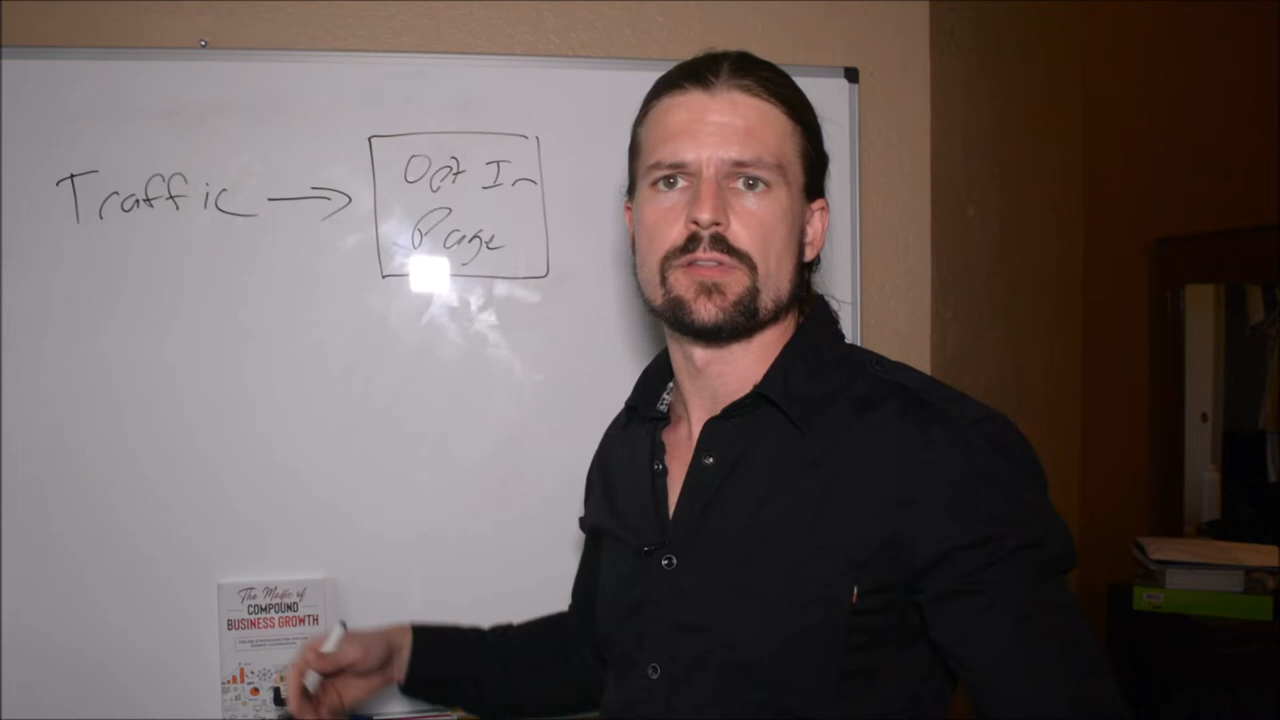 Traffic →
Opt In
Page
The Magic of
COMPOUND
BUSINESS GROWTH